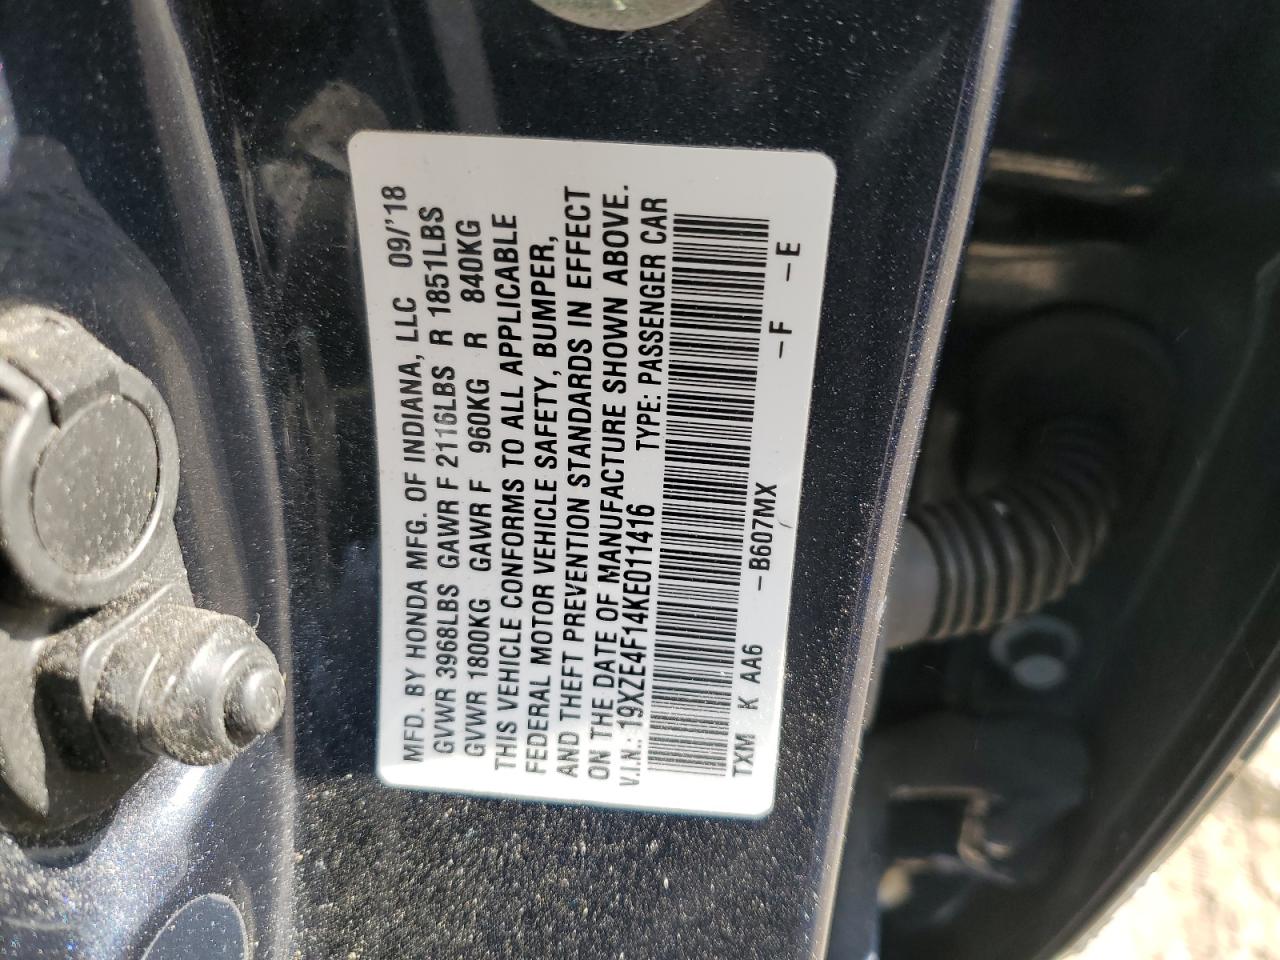 MFD. BY HONDA MFG. OF INDIANA, LLC 09/'18
GVWR 3968LBS GAWR F 2116LBS R 1851LBS
GVWR 1800KG GAWR F 960KG R 840KG
THIS VEHICLE CONFORMS TO ALL APPLICABLE
FEDERAL MOTOR VEHICLE SAFETY, BUMPER,
AND THEFT PREVENTION STANDARDS IN EFFECT
ON THE DATE OF MANUFACTURE SHOWN ABOVE.
V.I.N.: 19XZE4F14KE011416 TYPE: PASSENGER CAR
TXM K AA6 -B607MX -F -E